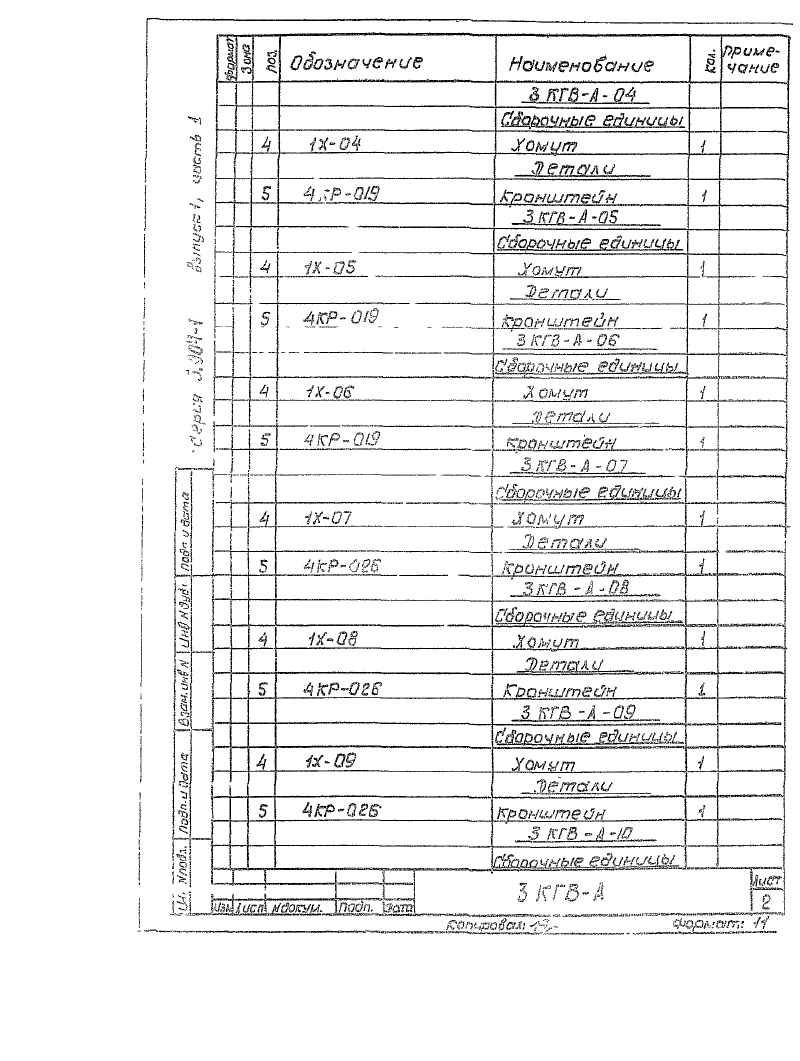 формат Зона поз. Обозначение Наименование кол. приме-чание
3 КГВ-А-04
Сборочные единицы
4 1Х-04 Хомут 1
Детали
5 4КР-019 Кронштейн 1
3 КГВ-А-05
Сборочные единицы
4 1Х-05 Хомут 1
Детали
5 4КР-019 Кронштейн 1
3 КГВ-А-06
Сборочные единицы
4 1Х-06 Хомут 1
Детали
5 4КР-019 Кронштейн 1
3 КГВ-А-07
Сборочные единицы
4 1Х-07 Хомут 1
Детали
5 4КР-026 Кронштейн 1
3 КГВ-А-08
Сборочные единицы
4 1Х-08 Хомут 1
Детали
5 4КР-026 Кронштейн 1
3 КГВ-А-09
Сборочные единицы
4 1Х-09 Хомут 1
Детали
5 4КР-026 Кронштейн 1
3 КГВ-А-10
Сборочные единицы
3 КГВ-А
Лист
2
Изм Лист №докум. Подп. Дата
Копировал:
Формат: 11
Серия 3.904-1 выпуск 1, часть 1
Подп. и дата
Инв № дубл
Взам. инв №
Подп. и дата
№ подл.